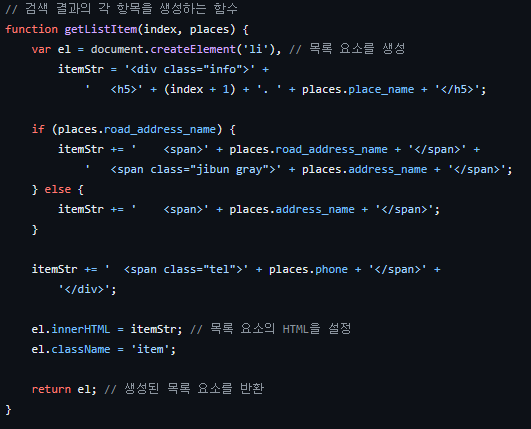 // 검색 결과의 각 항목을 생성하는 함수
function getListItem(index, places) {
    var el = document.createElement('li'), // 목록 요소를 생성
        itemStr = '<div class="info">' +
            '   <h5>' + (index + 1) + '. ' + places.place_name + '</h5>';

    if (places.road_address_name) {
        itemStr += '    <span>' + places.road_address_name + '</span>' +
            '   <span class="jibun gray">' + places.address_name + '</span>';
    } else {
        itemStr += '    <span>' + places.address_name + '</span>';
    }

    itemStr += '  <span class="tel">' + places.phone + '</span>' +
        '</div>';

    el.innerHTML = itemStr; // 목록 요소의 HTML을 설정
    el.className = 'item';

    return el; // 생성된 목록 요소를 반환
}